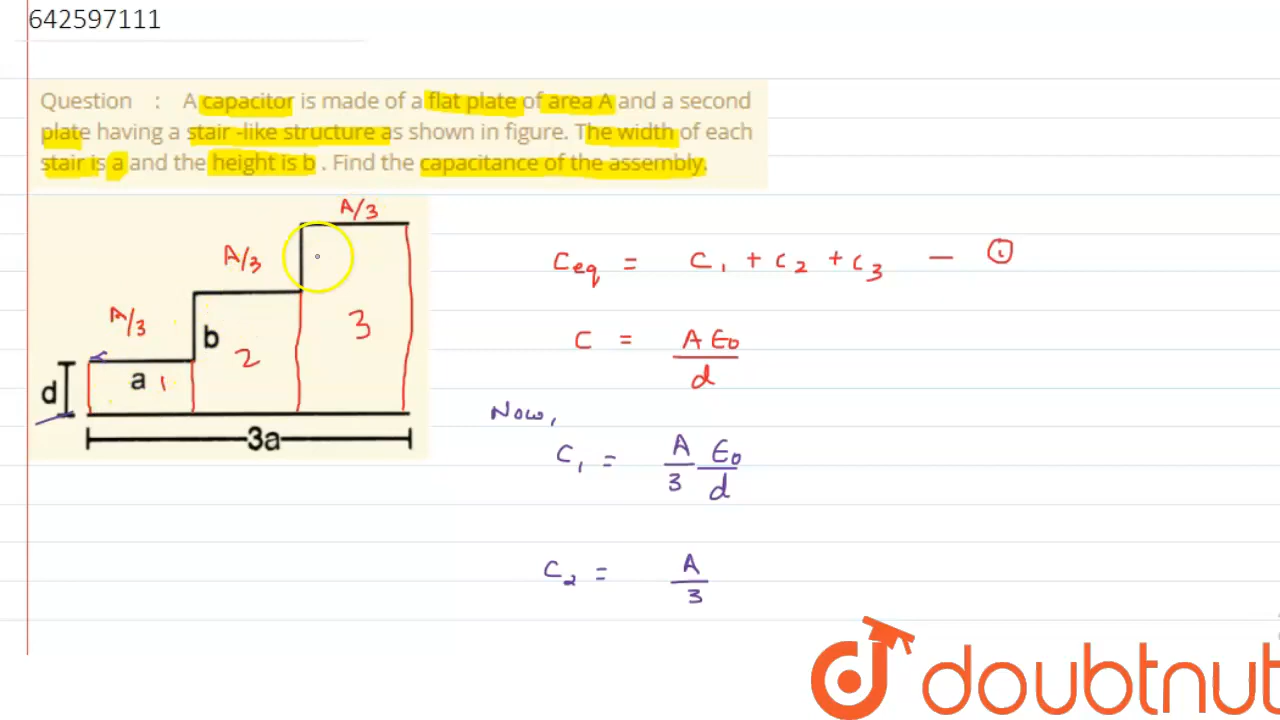 642597111
Question : A capacitor is made of a flat plate of area A and a second
plate having a stair -like structure as shown in figure. The width of each
stair is a and the height is b . Find the capacitance of the assembly.
A/3
A/3
A/3
b
3
2
d
a 1
3a
Ceq = C1 + C2 + C3 — ①
C = A ε0 / d
Now,
C1 = A/3 ε0/d
C2 = A/3
doubtnut